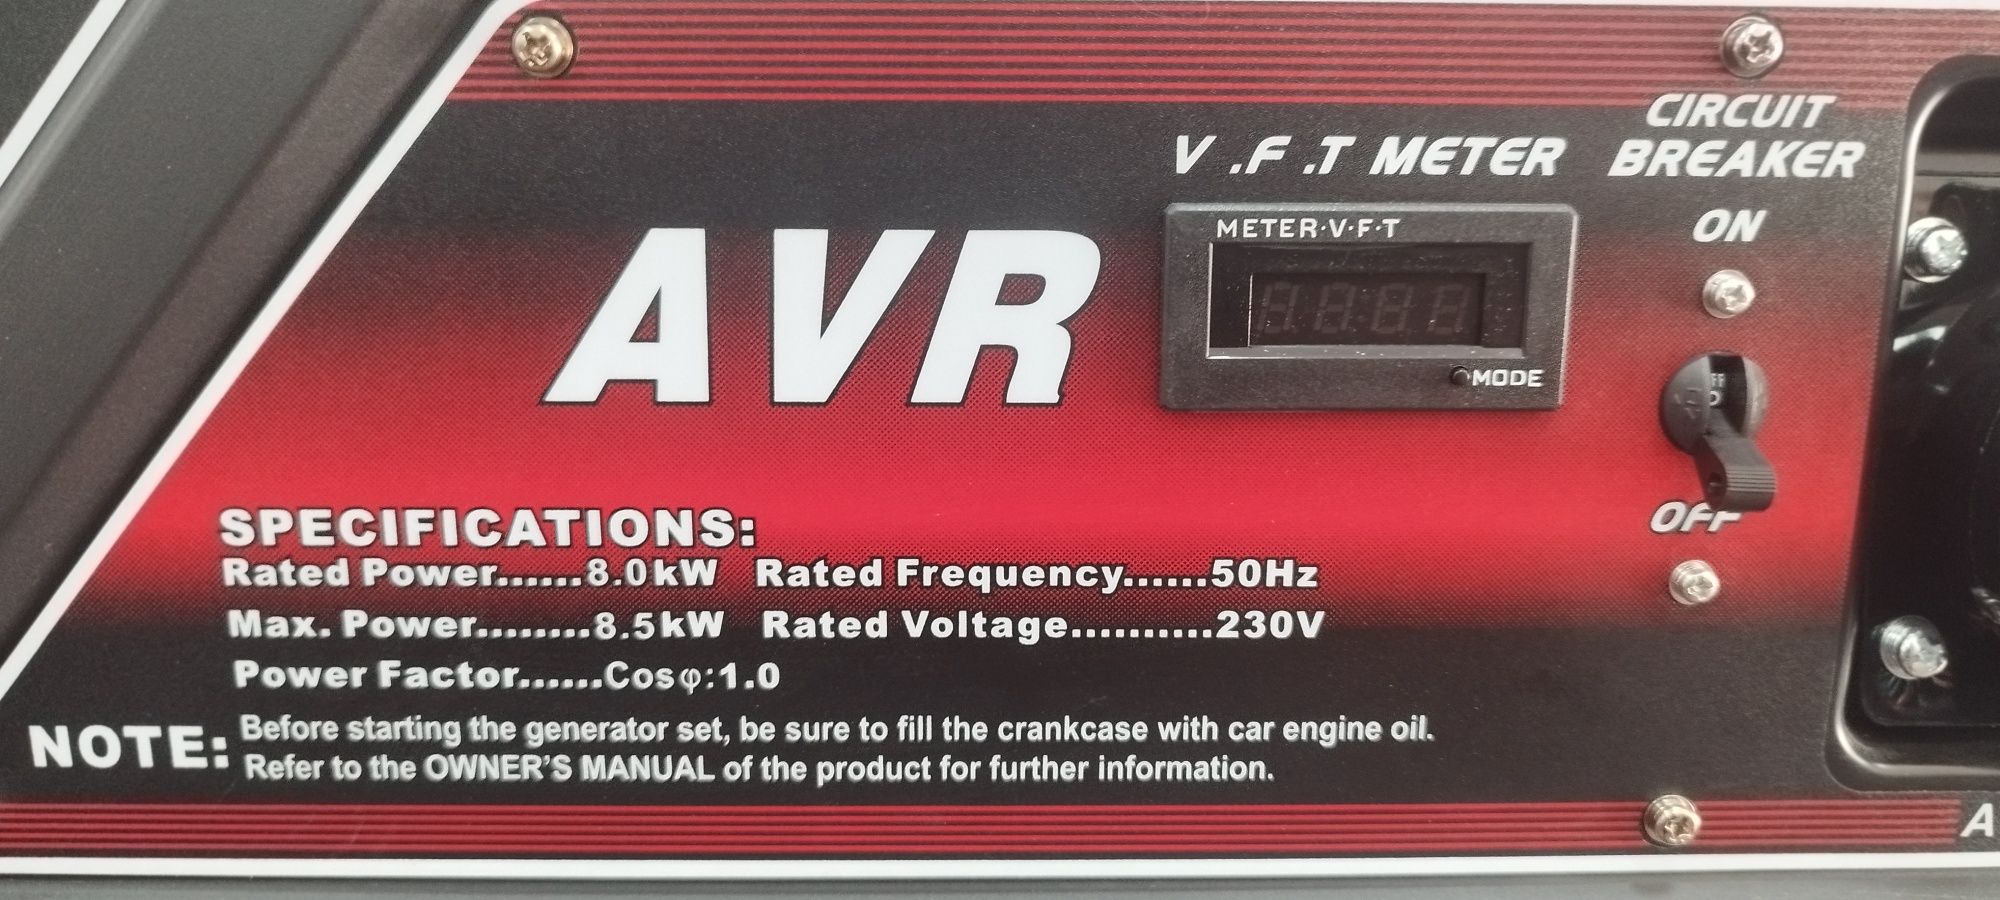 CIRCUIT
V .F .T METER BREAKER
METER·V·F·T
ON
AVR
MODE
OFF
SPECIFICATIONS:
Rated Power......8.0kW Rated Frequency......50Hz
Max. Power........8.5kW Rated Voltage..........230V
Power Factor......Cosφ:1.0
NOTE: Before starting the generator set, be sure to fill the crankcase with car engine oil.
Refer to the OWNER'S MANUAL of the product for further information.
A